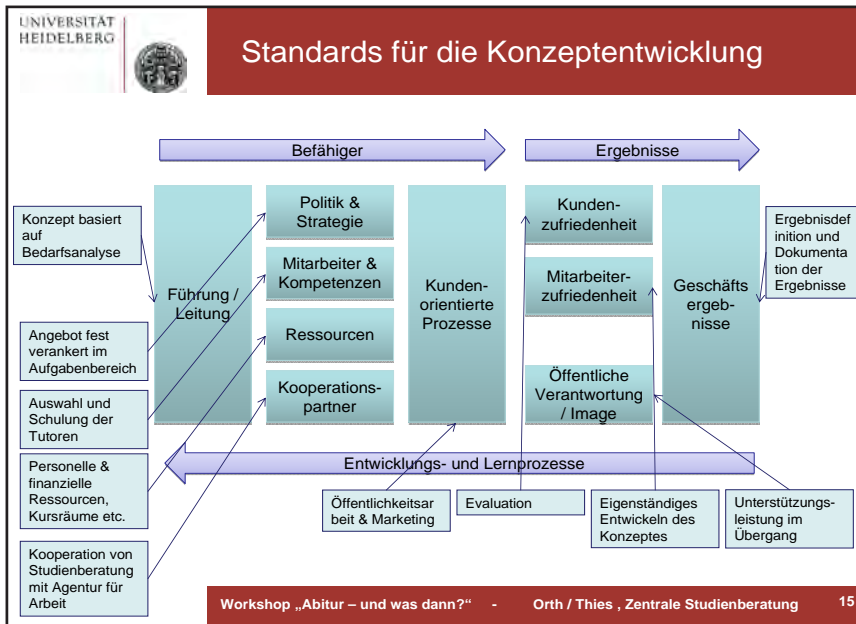 UNIVERSITÄT
HEIDELBERG
Standards für die Konzeptentwicklung
Befähiger
Ergebnisse
Konzept basiert
auf
Bedarfsanalyse
Angebot fest
verankert im
Aufgabenbereich
Auswahl und
Schulung der
Tutoren
Personelle &
finanzielle
Ressourcen,
Kursräume etc.
Kooperation von
Studienberatung
mit Agentur für
Arbeit
Führung /
Leitung
Politik &
Strategie
Mitarbeiter &
Kompetenzen
Ressourcen
Kooperations-
partner
Kunden-
orientierte
Prozesse
Kunden-
zufriedenheit
Mitarbeiter-
zufriedenheit
Öffentliche
Verantwortung
/ Image
Geschäfts
ergeb-
nisse
Ergebnisdef
inition und
Dokumenta
tion der
Ergebnisse
Entwicklungs- und Lernprozesse
Öffentlichkeitsar
beit & Marketing
Evaluation
Eigenständiges
Entwickeln des
Konzeptes
Unterstützungs-
leistung im
Übergang
Workshop „Abitur – und was dann?“ - Orth / Thies , Zentrale Studienberatung 15